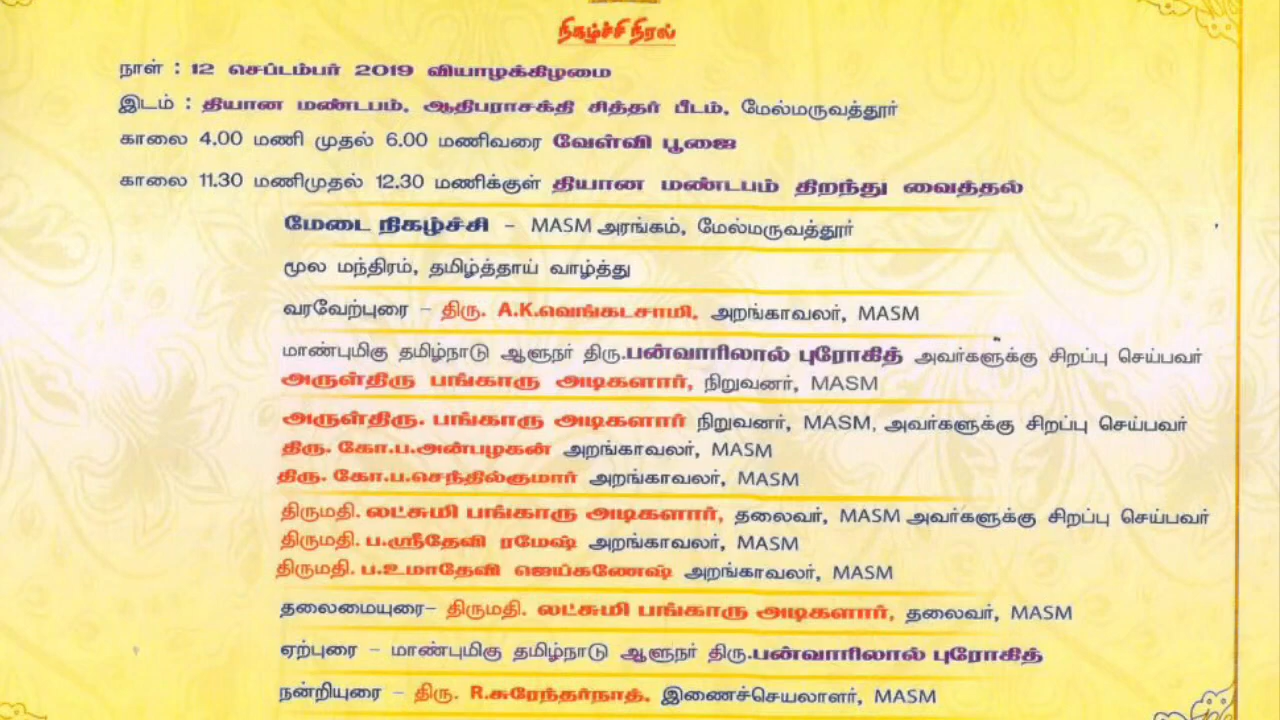 நிகழ்ச்சி நிரல்
நாள் : 12 செப்டம்பர் 2019 வியாழக்கிழமை
இடம் : தியான மண்டபம், ஆதிபராசக்தி சித்தர் பீடம், மேல்மருவத்தூர்
காலை 4.00 மணி முதல் 6.00 மணிவரை வேள்வி பூஜை
காலை 11.30 மணிமுதல் 12.30 மணிக்குள் தியான மண்டபம் திறந்து வைத்தல்
மேடை நிகழ்ச்சி – MASM அரங்கம், மேல்மருவத்தூர்
மூல மந்திரம், தமிழ்த்தாய் வாழ்த்து
வரவேற்புரை – திரு. A.K.வெங்கடசாமி, அறங்காவலர், MASM
மாண்புமிகு தமிழ்நாடு ஆளுநர் திரு.பன்வாரிலால் புரோகித் அவர்களுக்கு சிறப்பு செய்பவர்
அருள்திரு பங்காரு அடிகளார், நிறுவனர், MASM
அருள்திரு. பங்காரு அடிகளார் நிறுவனர், MASM, அவர்களுக்கு சிறப்பு செய்பவர்
திரு. கோ.ப.அன்பழகன் அறங்காவலர், MASM
திரு. கோ.ப.செந்தில்குமார் அறங்காவலர், MASM
திருமதி. லட்சுமி பங்காரு அடிகளார், தலைவர், MASM அவர்களுக்கு சிறப்பு செய்பவர்
திருமதி. ப.ஸ்ரீதேவி ரமேஷ் அறங்காவலர், MASM
திருமதி. ப.உமாதேவி ஜெய்கணேஷ் அறங்காவலர், MASM
தலைமையுரை– திருமதி. லட்சுமி பங்காரு அடிகளார், தலைவர், MASM
ஏற்புரை – மாண்புமிகு தமிழ்நாடு ஆளுநர் திரு.பன்வாரிலால் புரோகித்
நன்றியுரை – திரு. R.சுரேந்தர்நாத், இணைச்செயலாளர், MASM